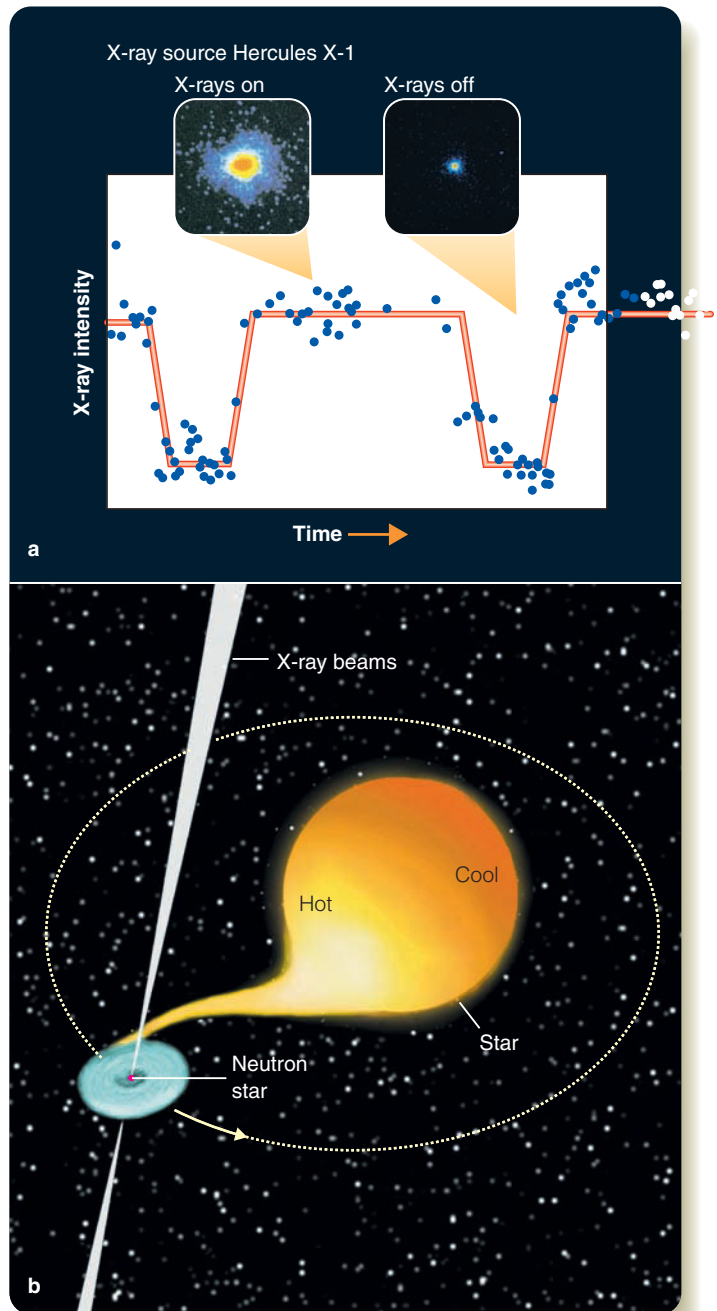 X-ray source Hercules X-1
X-rays on
X-rays off
X-ray intensity
Time
a
X-ray beams
Hot
Cool
Star
Neutron
star
b